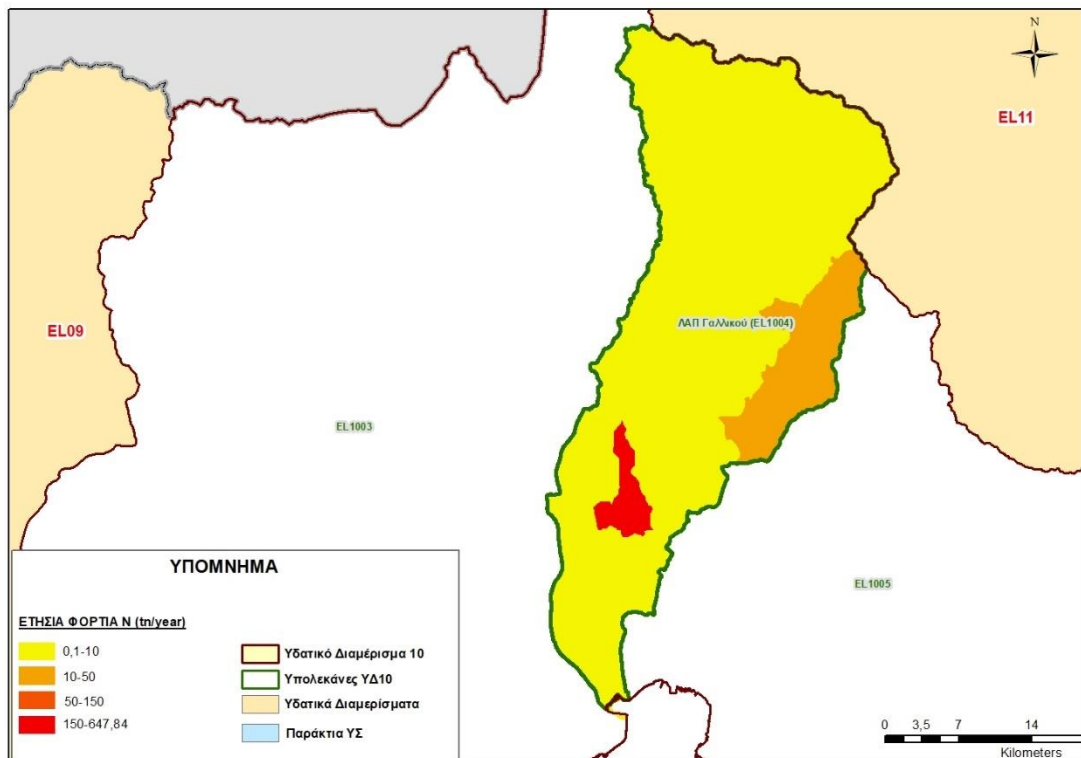 N
EL11
EL09
ΛΑΠ Γαλλικού (EL1004)
EL1003
EL1005
ΥΠΟΜΝΗΜΑ
ΕΤΗΣΙΑ ΦΟΡΤΙΑ Ν (tn/year)
0,1-10
10-50
50-150
150-647,84
Υδατικό Διαμέρισμα 10
Υπολεκάνες ΥΔ10
Υδατικά Διαμερίσματα
Παράκτια ΥΣ
0 3,5 7 14
Kilometers